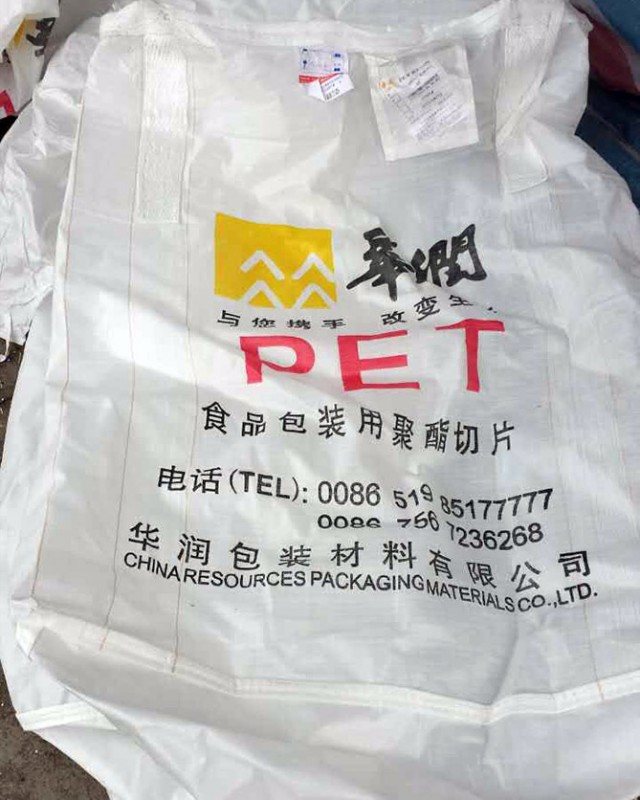 華潤
与您携手 改变生
PET
食品包装用聚酯切片
电话(TEL): 0086 519 85177777
0086 756 7236268
华润包装材料有限公司
CHINA RESOURCES PACKAGING MATERIALS CO.,LTD.